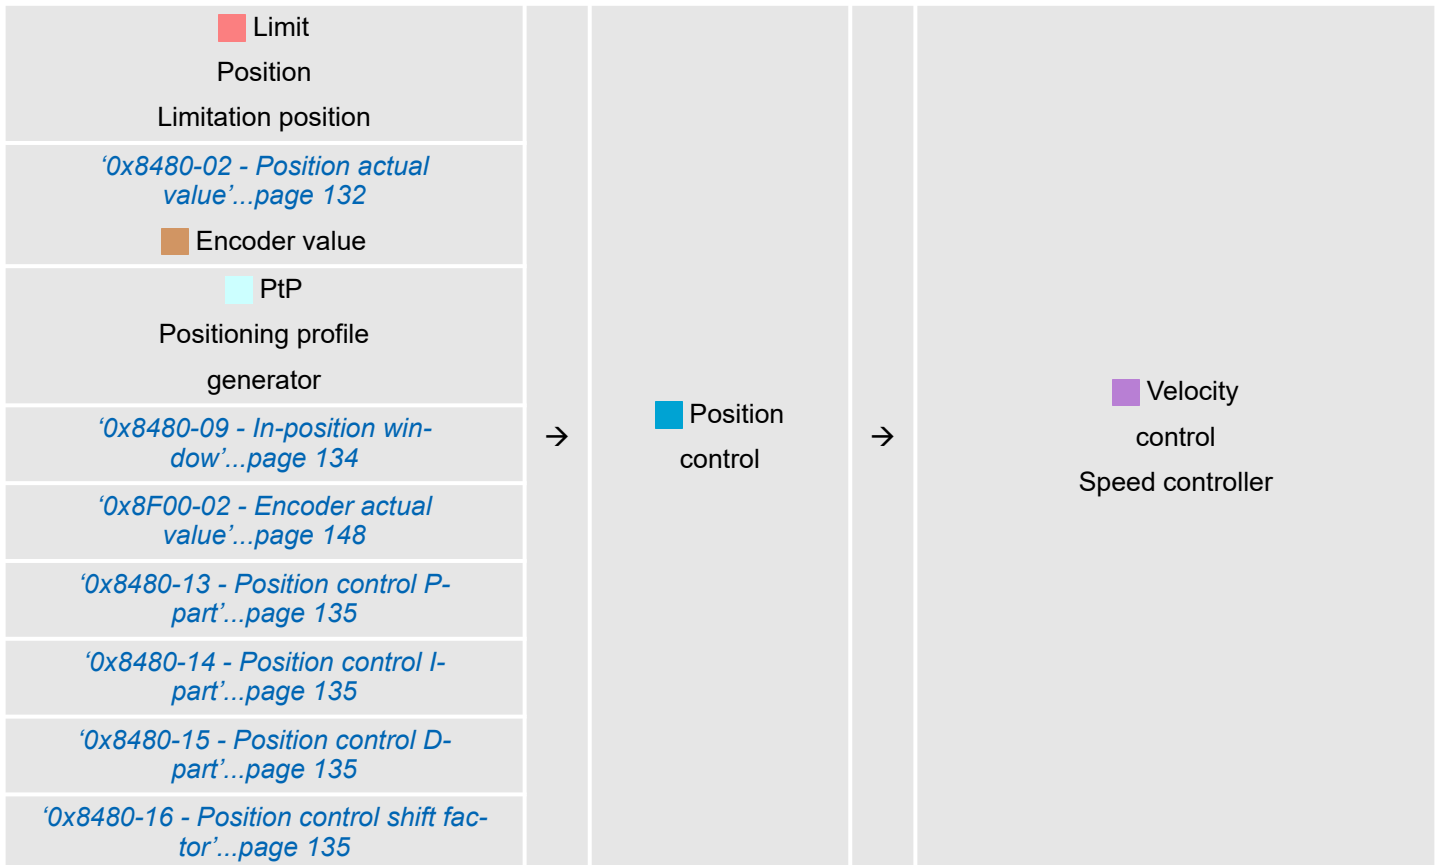 Limit
Position
Limitation position
‘0x8480-02 - Position actual
value’...page 132
Encoder value
PtP
Positioning profile
generator
‘0x8480-09 - In-position win-
dow’...page 134
‘0x8F00-02 - Encoder actual
value’...page 148
‘0x8480-13 - Position control P-
part’...page 135
‘0x8480-14 - Position control I-
part’...page 135
‘0x8480-15 - Position control D-
part’...page 135
‘0x8480-16 - Position control shift fac-
tor’...page 135
→
Position
control
→
Velocity
control
Speed controller